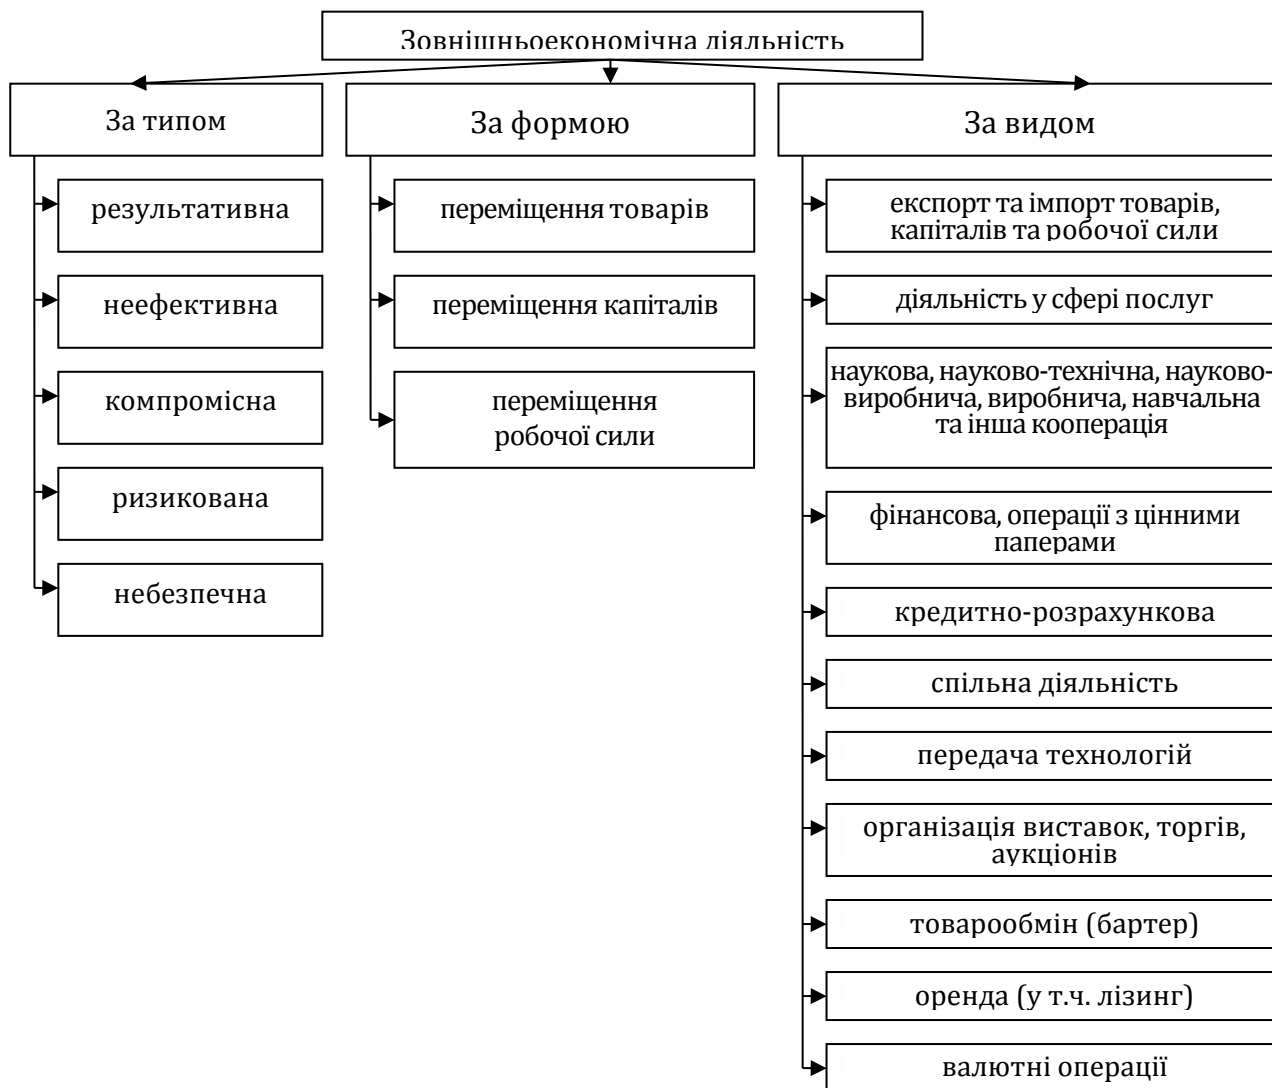 Зовнішньоекономічна діяльність
За типом
результативна
неефективна
компромісна
ризикована
небезпечна
За формою
переміщення товарів
переміщення капіталів
переміщення
робочої сили
За видом
експорт та імпорт товарів,
капіталів та робочої сили
діяльність у сфері послуг
наукова, науково-технічна, науково-
виробнича, виробнича, навчальна
та інша кооперація
фінансова, операції з цінними
паперами
кредитно-розрахункова
спільна діяльність
передача технологій
організація виставок, торгів,
аукціонів
товарообмін (бартер)
оренда (у т.ч. лізинг)
валютні операції